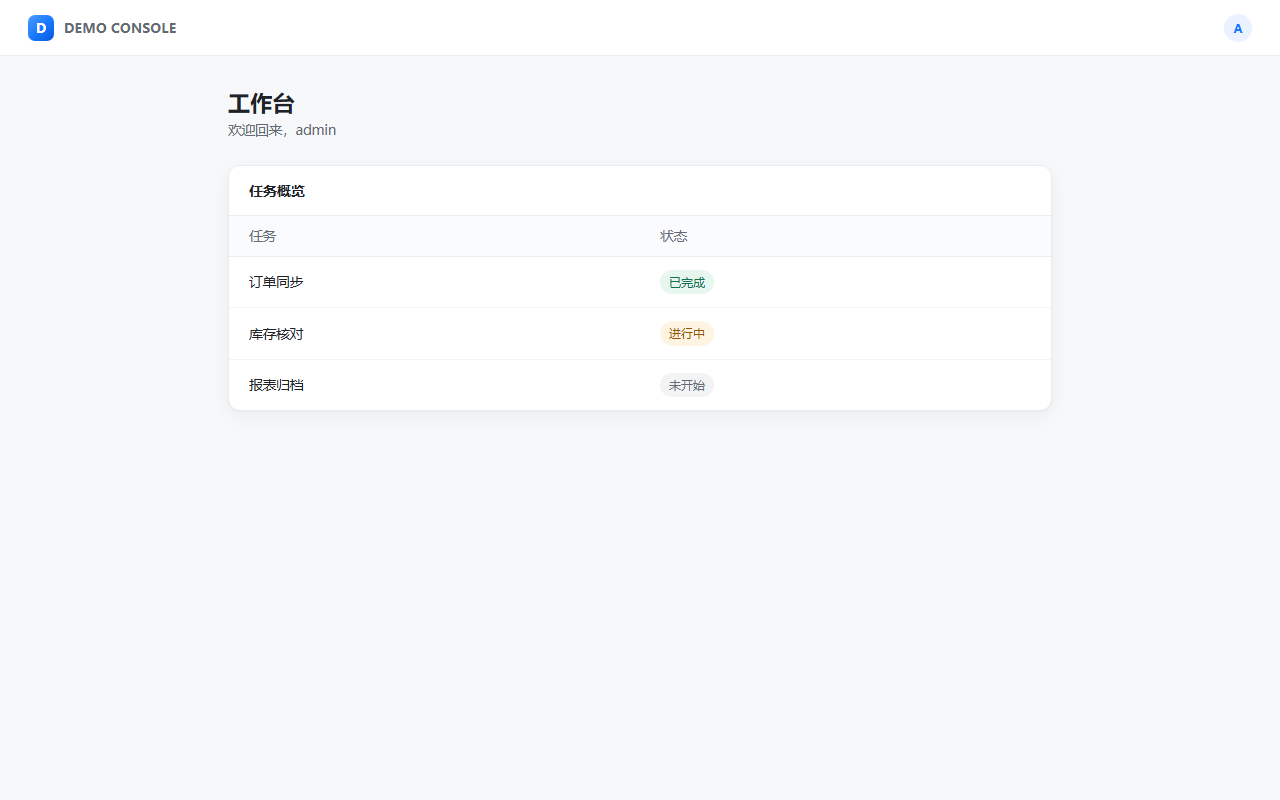 D DEMO CONSOLE A
工作台
欢迎回来，admin
任务概览
任务 状态
订单同步 已完成
库存核对 进行中
报表归档 未开始